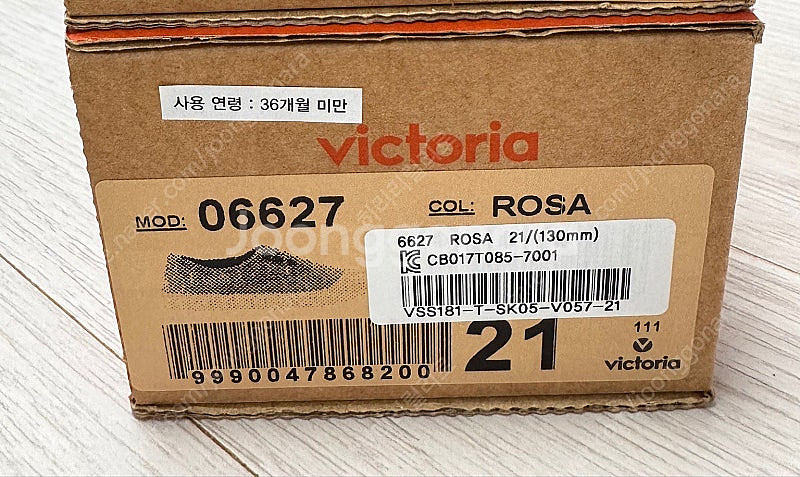 사용 연령 : 36개월 미만
victoria
MOD: 06627 COL: ROSA
6627 ROSA 21/(130mm)
CB017T085-7001
VSS181-T-SK05-V057-21
9990047868200
21
111
victoria